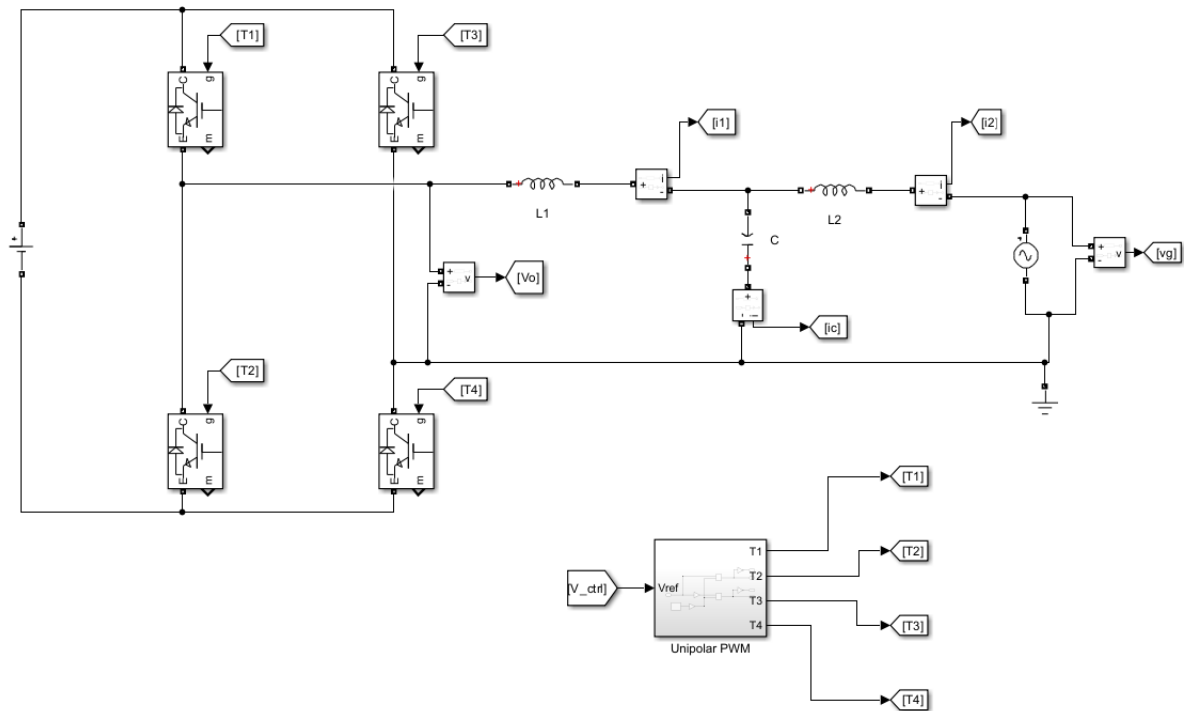 [T1]
[T3]
C
g
E
m
C
g
E
m
[i1]
[i2]
i
+
-
i
+
-
L1
L2
C
+
-
v
[Vo]
+
-
v
[vg]
+
-
i
[ic]
[T2]
[T4]
C
g
E
m
C
g
E
m
[T1]
[V_ctrl]
Vref
T1
T2
T3
T4
[T2]
[T3]
Unipolar PWM
[T4]